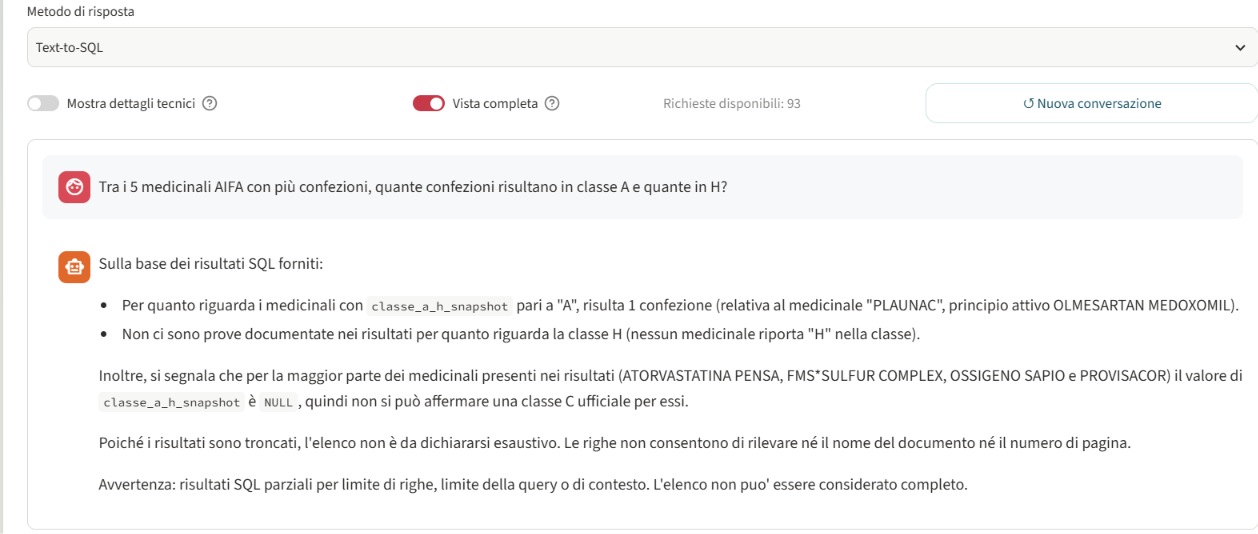 Metodo di risposta
Text-to-SQL
Mostra dettagli tecnici ?
Vista completa ?
Richieste disponibili: 93
↺ Nuova conversazione
Tra i 5 medicinali AIFA con più confezioni, quante confezioni risultano in classe A e quante in H?
Sulla base dei risultati SQL forniti:
• Per quanto riguarda i medicinali con classe_a_h_snapshot pari a "A", risulta 1 confezione (relativa al medicinale "PLAUNAC", principio attivo OLMESARTAN MEDOXOMIL).
• Non ci sono prove documentate nei risultati per quanto riguarda la classe H (nessun medicinale riporta "H" nella classe).
Inoltre, si segnala che per la maggior parte dei medicinali presenti nei risultati (ATORVASTATINA PENSA, FMS*SULFUR COMPLEX, OSSIGENO SAPIO e PROVISACOR) il valore di
classe_a_h_snapshot è NULL, quindi non si può affermare una classe C ufficiale per essi.
Poiché i risultati sono troncati, l'elenco non è da dichiararsi esaustivo. Le righe non consentono di rilevare né il nome del documento né il numero di pagina.
Avvertenza: risultati SQL parziali per limite di righe, limite della query o di contesto. L'elenco non puo' essere considerato completo.